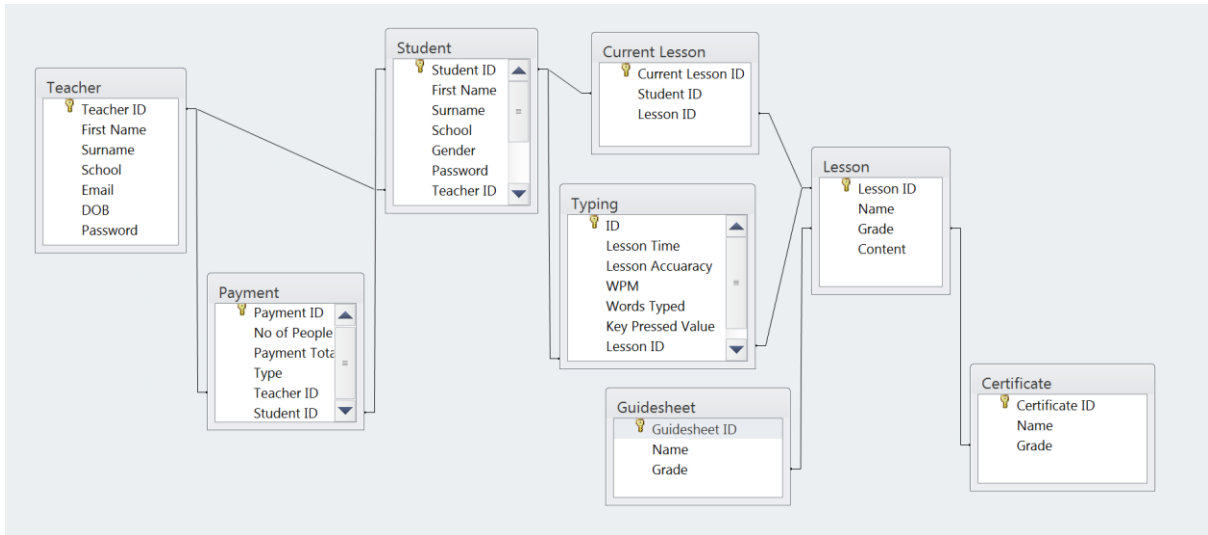 Teacher
Teacher ID
First Name
Surname
School
Email
DOB
Password
Student
Student ID
First Name
Surname
School
Gender
Password
Teacher ID
Current Lesson
Current Lesson ID
Student ID
Lesson ID
Payment
Payment ID
No of People
Payment Tota
Type
Teacher ID
Student ID
Typing
ID
Lesson Time
Lesson Accuaracy
WPM
Words Typed
Key Pressed Value
Lesson ID
Lesson
Lesson ID
Name
Grade
Content
Guidesheet
Guidesheet ID
Name
Grade
Certificate
Certificate ID
Name
Grade